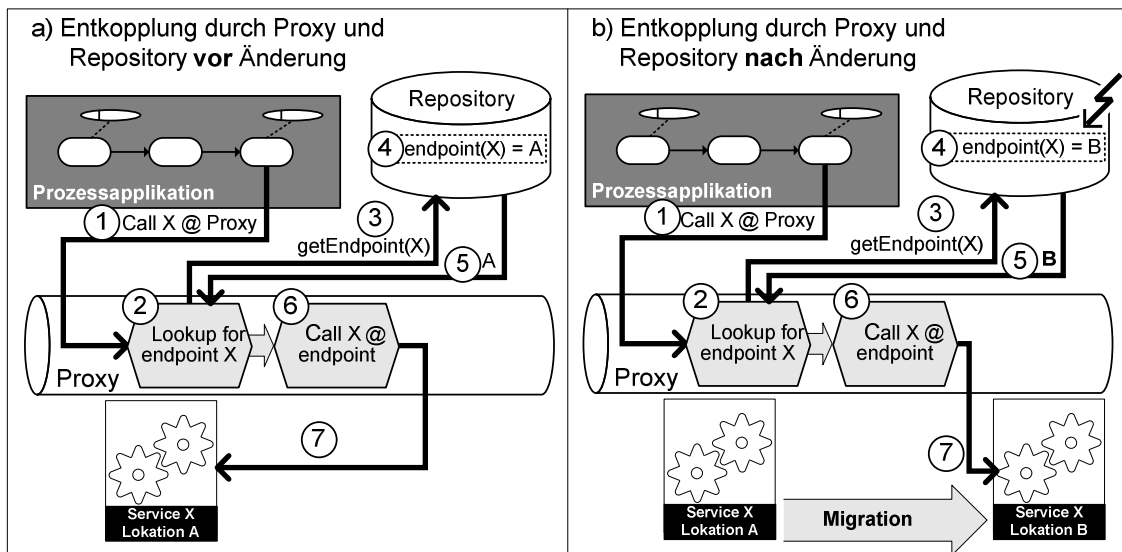 a) Entkopplung durch Proxy und
Repository vor Änderung
Repository
4
endpoint(X) = A
Prozessapplikation
1
Call X @ Proxy
3
getEndpoint(X)
5
A
2
Lookup for
endpoint X
6
Call X @
endpoint
Proxy
7
Service X
Lokation A
b) Entkopplung durch Proxy und
Repository nach Änderung
Repository
4
endpoint(X) = B
Prozessapplikation
1
Call X @ Proxy
3
getEndpoint(X)
5
B
2
Lookup for
endpoint X
6
Call X @
endpoint
Proxy
7
Service X
Lokation A
Migration
Service X
Lokation B